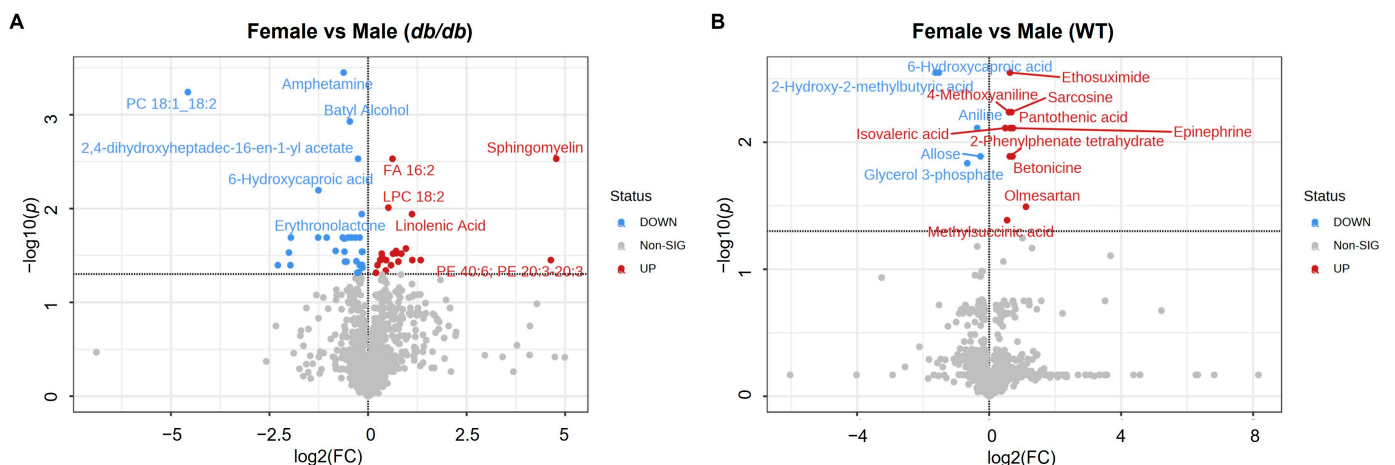 A
Female vs Male (db/db)
Amphetamine
PC 18:1_18:2
Batyl Alcohol
2,4-dihydroxyheptadec-16-en-1-yl acetate
Sphingomyelin
FA 16:2
6-Hydroxycaproic acid
LPC 18:2
Erythronolactone
Linolenic Acid
PE 40:6; PE 20:3-20:3
3
2
1
0
−log10(p)
−5
−2.5
0
2.5
5
log2(FC)
Status
DOWN
Non-SIG
UP
B
Female vs Male (WT)
6-Hydroxycaproic acid
Ethosuximide
2-Hydroxy-2-methylbutyric acid
4-Methoxyaniline
Sarcosine
Aniline
Pantothenic acid
Isovaleric acid
Epinephrine
2-Phenylphenate tetrahydrate
Allose
Betonicine
Glycerol 3-phosphate
Olmesartan
Methylsuccinic acid
2
1
0
−log10(p)
−4
0
4
8
log2(FC)
Status
DOWN
Non-SIG
UP